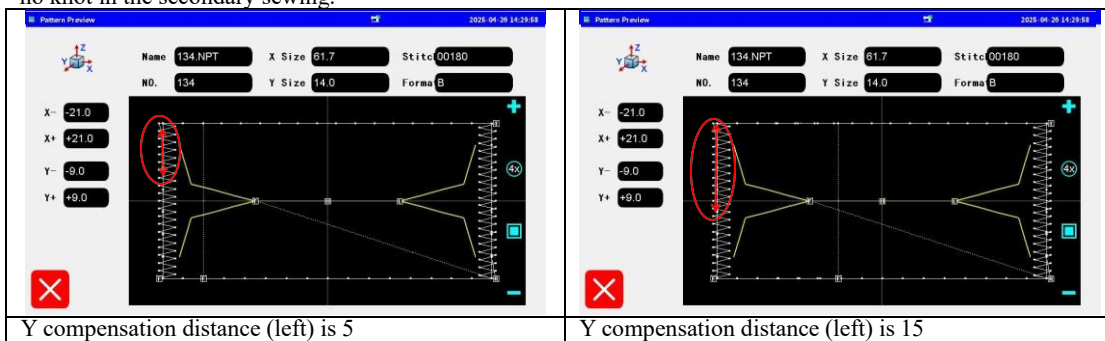 no knot in the secondary sewing.
Pattern Preview 2025-04-26 14:29:58
Name 134.NPT X Size 61.7 Stitc 00180
NO. 134 Y Size 14.0 Forma B
Z
Y
X
X- -21.0
X+ +21.0
Y- -9.0
Y+ +9.0
4x
Pattern Preview 2025-04-26 14:29:58
Name 134.NPT X Size 61.7 Stitc 00180
NO. 134 Y Size 14.0 Forma B
Z
Y
X
X- -21.0
X+ +21.0
Y- -9.0
Y+ +9.0
4x
Y compensation distance (left) is 5
Y compensation distance (left) is 15